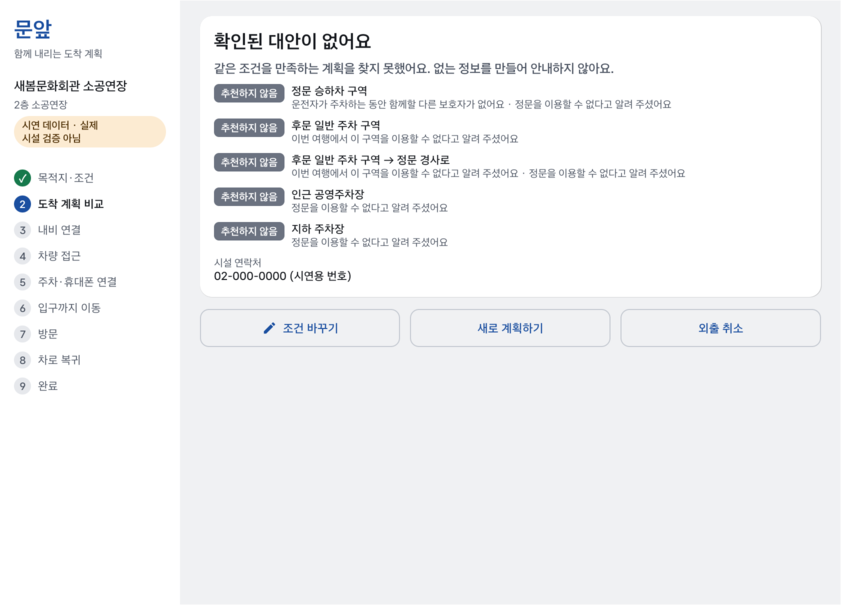 문앞
함께 내리는 도착 계획
새봄문화회관 소공연장
2층 소공연장
시연 데이터 · 실제
시설 검증 아님
목적지·조건
2 도착 계획 비교
3 내비 연결
4 차량 접근
5 주차·휴대폰 연결
6 입구까지 이동
7 방문
8 차로 복귀
9 완료
확인된 대안이 없어요
같은 조건을 만족하는 계획을 찾지 못했어요. 없는 정보를 만들어 안내하지 않아요.
추천하지 않음 정문 승하차 구역
운전자가 주차하는 동안 함께할 다른 보호자가 없어요 · 정문을 이용할 수 없다고 알려 주셨어요
추천하지 않음 후문 일반 주차 구역
이번 여행에서 이 구역을 이용할 수 없다고 알려 주셨어요
추천하지 않음 후문 일반 주차 구역 → 정문 경사로
이번 여행에서 이 구역을 이용할 수 없다고 알려 주셨어요 · 정문을 이용할 수 없다고 알려 주셨어요
추천하지 않음 인근 공영주차장
정문을 이용할 수 없다고 알려 주셨어요
추천하지 않음 지하 주차장
정문을 이용할 수 없다고 알려 주셨어요
시설 연락처
02-000-0000 (시연용 번호)
조건 바꾸기
새로 계획하기
외출 취소